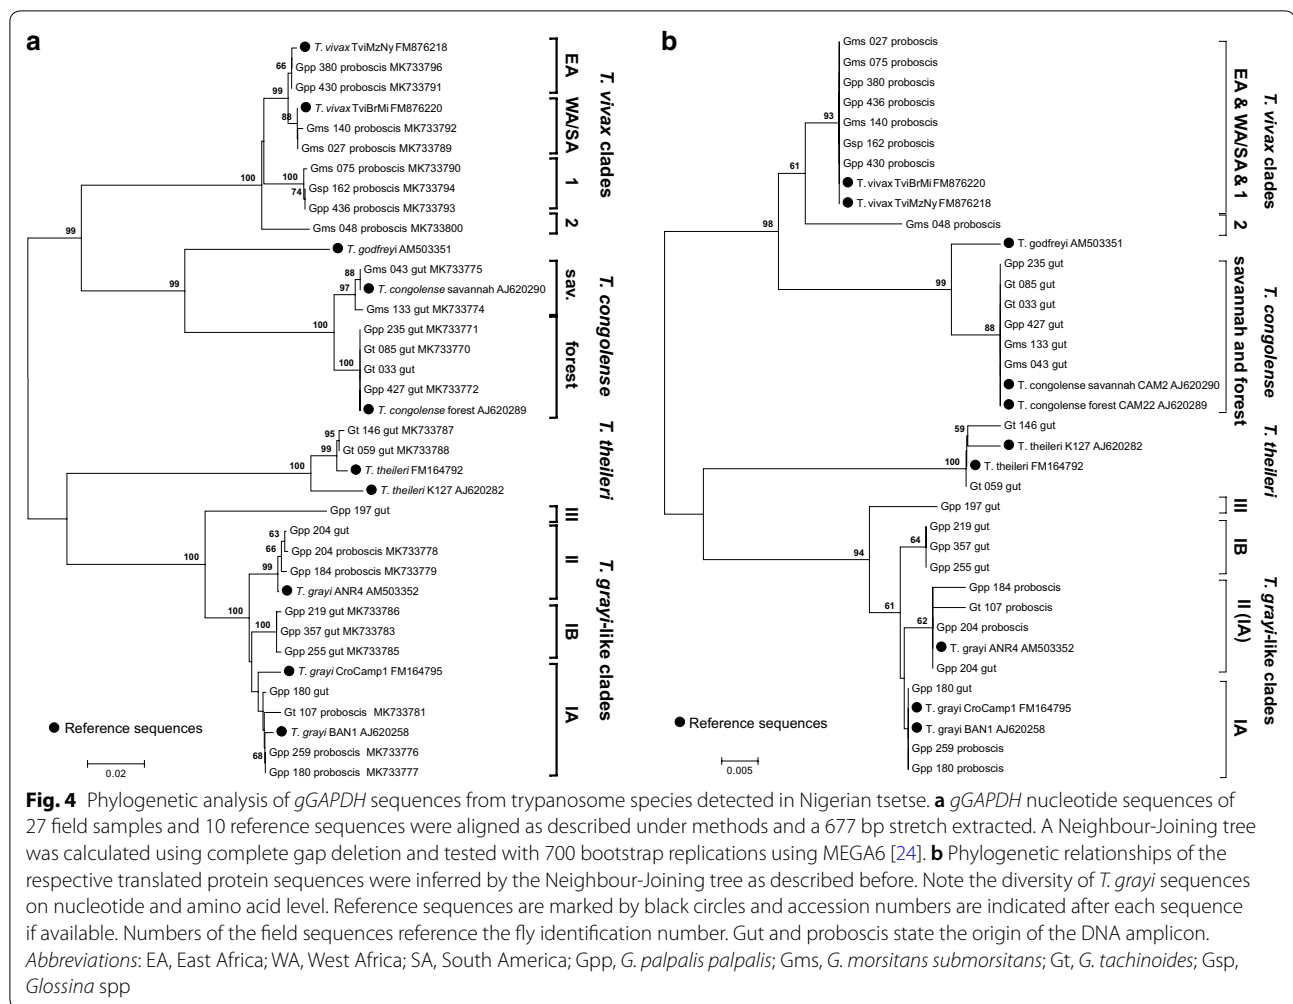 a
T. vivax TviMzNy FM876218
66
Gpp 380 proboscis MK733796
Gpp 430 proboscis MK733791
99
T. vivax TviBrMi FM876220
88
Gms 140 proboscis MK733792
Gms 027 proboscis MK733789
Gms 075 proboscis MK733790
100
100
Gsp 162 proboscis MK733794
74
Gpp 436 proboscis MK733793
Gms 048 proboscis MK733800
99
T. godfreyi AM503351
Gms 043 gut MK733775
88
T. congolense savannah AJ620290
97
99
Gms 133 gut MK733774
100
Gpp 235 gut MK733771
Gt 085 gut MK733770
100
Gt 033 gut
Gpp 427 gut MK733772
T. congolense forest AJ620289
Gt 146 gut MK733787
95
Gt 059 gut MK733788
99
100
T. theileri FM164792
T. theileri K127 AJ620282
Gpp 197 gut
Gpp 204 gut
63
Gpp 204 proboscis MK733778
66
100
Gpp 184 proboscis MK733779
99
T. grayi ANR4 AM503352
Gpp 219 gut MK733786
100
Gpp 357 gut MK733783
100
Gpp 255 gut MK733785
T. grayi CroCamp1 FM164795
Gpp 180 gut
Gt 107 proboscis MK733781
T. grayi BAN1 AJ620258
Gpp 259 proboscis MK733776
68
Gpp 180 proboscis MK733777
Reference sequences
0.02
EA
WA/SA
1
2
T. vivax clades
sav.
forest
T. congolense
T. theileri
III
II
IB
IA
T. grayi-like clades
b
Gms 027 proboscis
Gms 075 proboscis
Gpp 380 proboscis
Gpp 436 proboscis
93
Gms 140 proboscis
Gsp 162 proboscis
Gpp 430 proboscis
61
T. vivax TviBrMi FM876220
T. vivax TviMzNy FM876218
98
Gms 048 proboscis
T. godfreyi AM503351
Gpp 235 gut
99
Gt 085 gut
Gt 033 gut
Gpp 427 gut
88
Gms 133 gut
Gms 043 gut
T. congolense savannah CAM2 AJ620290
T. congolense forest CAM22 AJ620289
Gt 146 gut
59
T. theileri K127 AJ620282
100
T. theileri FM164792
Gt 059 gut
Gpp 197 gut
Gpp 219 gut
64
Gpp 357 gut
94
Gpp 255 gut
Gpp 184 proboscis
61
Gt 107 proboscis
62
Gpp 204 proboscis
T. grayi ANR4 AM503352
Gpp 204 gut
Gpp 180 gut
T. grayi CroCamp1 FM164795
T. grayi BAN1 AJ620258
Gpp 259 proboscis
Gpp 180 proboscis
Reference sequences
0.005
EA & WA/SA & 1
2
T. vivax clades
savannah and forest
T. congolense
T. theileri
III
IB
II (IA)
IA
T. grayi-like clades
Fig. 4 Phylogenetic analysis of gGAPDH sequences from trypanosome species detected in Nigerian tsetse. a gGAPDH nucleotide sequences of
27 field samples and 10 reference sequences were aligned as described under methods and a 677 bp stretch extracted. A Neighbour-Joining tree
was calculated using complete gap deletion and tested with 700 bootstrap replications using MEGA6 [24]. b Phylogenetic relationships of the
respective translated protein sequences were inferred by the Neighbour-Joining tree as described before. Note the diversity of T. grayi sequences
on nucleotide and amino acid level. Reference sequences are marked by black circles and accession numbers are indicated after each sequence
if available. Numbers of the field sequences reference the fly identification number. Gut and proboscis state the origin of the DNA amplicon.
Abbreviations: EA, East Africa; WA, West Africa; SA, South America; Gpp, G. palpalis palpalis; Gms, G. morsitans submorsitans; Gt, G. tachinoides; Gsp,
Glossina spp